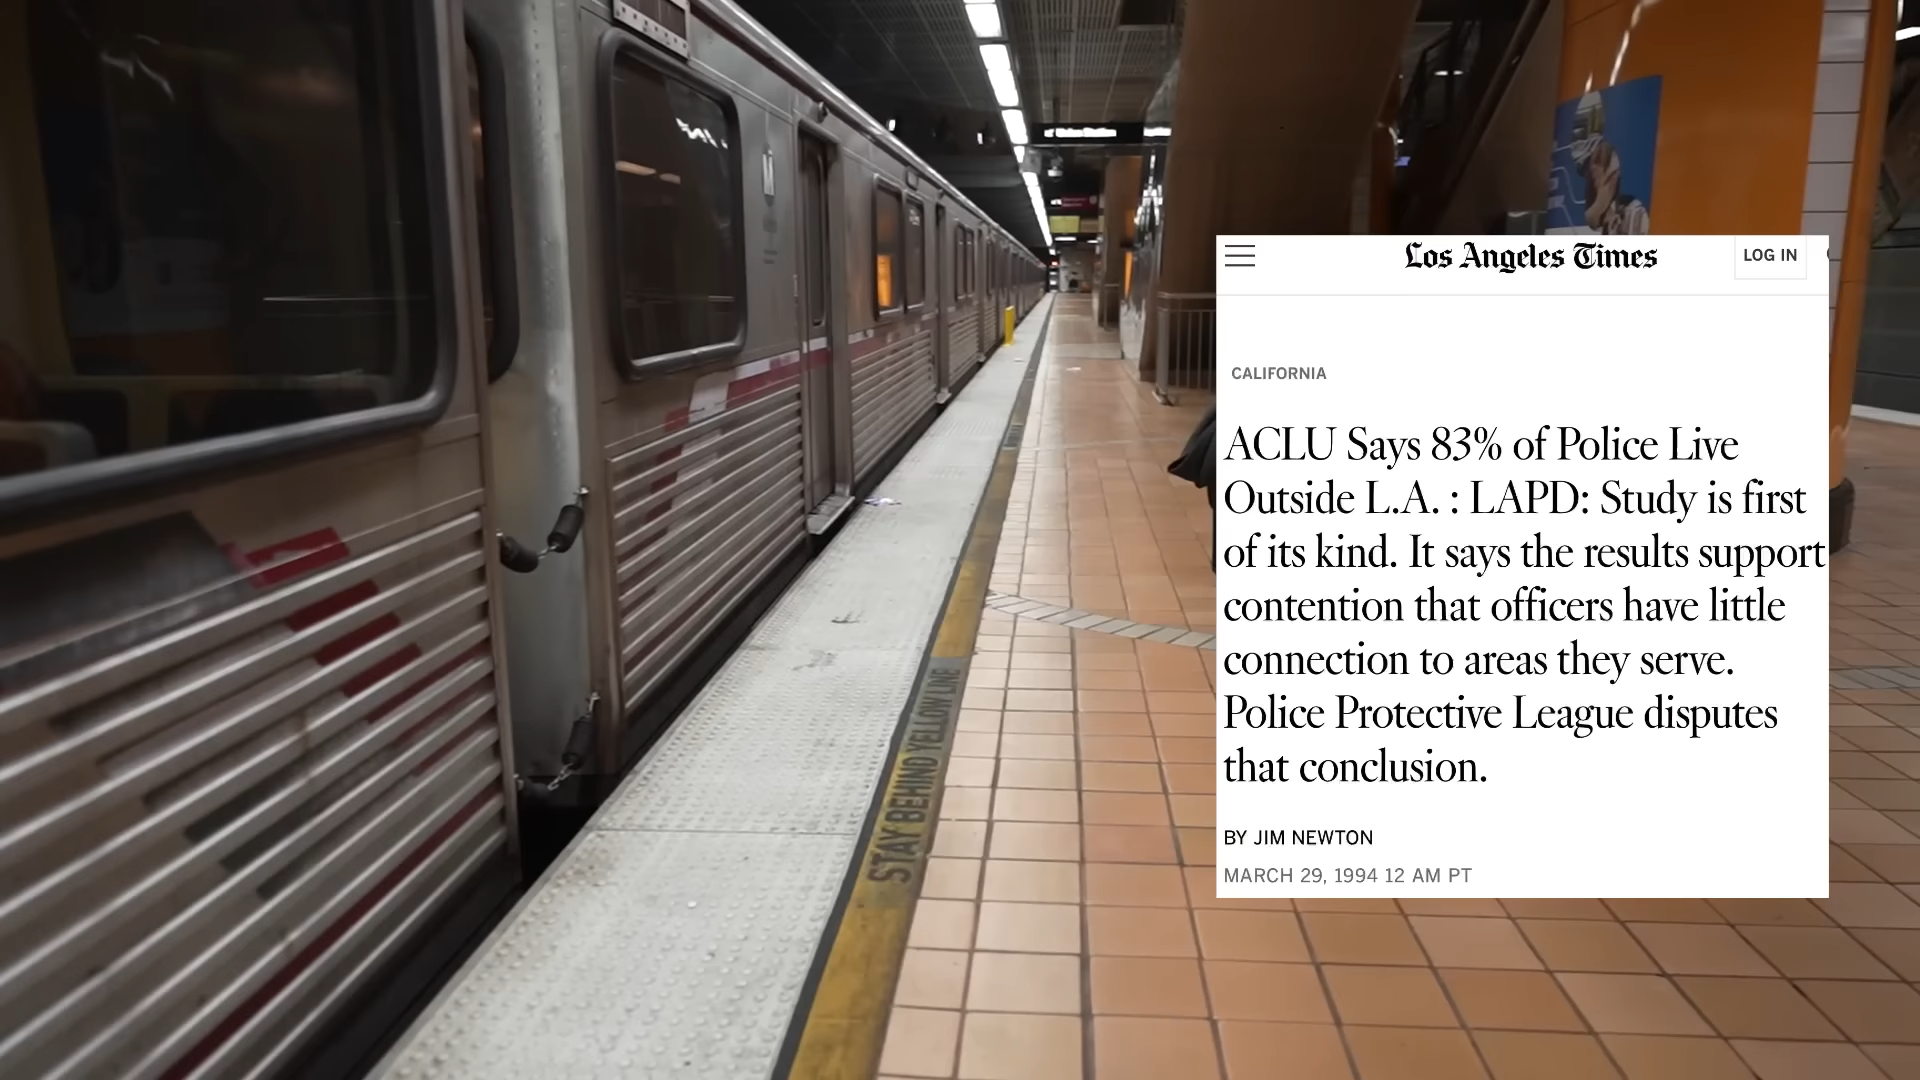 Los Angeles Times
LOG IN
CALIFORNIA
ACLU Says 83% of Police Live
Outside L.A. : LAPD: Study is first
of its kind. It says the results support
contention that officers have little
connection to areas they serve.
Police Protective League disputes
that conclusion.
BY JIM NEWTON
MARCH 29, 1994 12 AM PT
STAY BEHIND YELLOW LINE